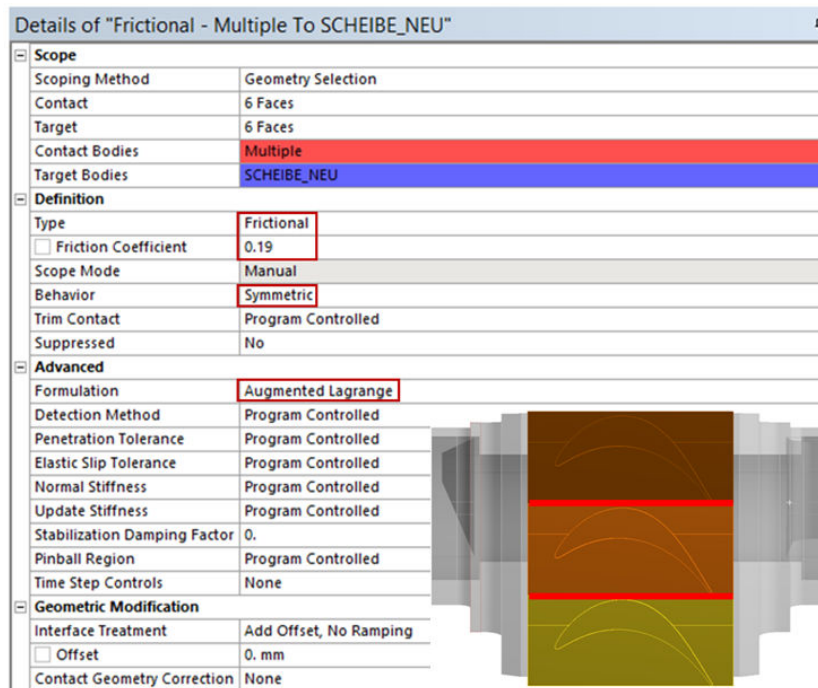 Details of "Frictional - Multiple To SCHEIBE_NEU"
Scope
Scoping Method Geometry Selection
Contact 6 Faces
Target 6 Faces
Contact Bodies Multiple
Target Bodies SCHEIBE_NEU
Definition
Type Frictional
Friction Coefficient 0.19
Scope Mode Manual
Behavior Symmetric
Trim Contact Program Controlled
Suppressed No
Advanced
Formulation Augmented Lagrange
Detection Method Program Controlled
Penetration Tolerance Program Controlled
Elastic Slip Tolerance Program Controlled
Normal Stiffness Program Controlled
Update Stiffness Program Controlled
Stabilization Damping Factor 0.
Pinball Region Program Controlled
Time Step Controls None
Geometric Modification
Interface Treatment Add Offset, No Ramping
Offset 0. mm
Contact Geometry Correction None